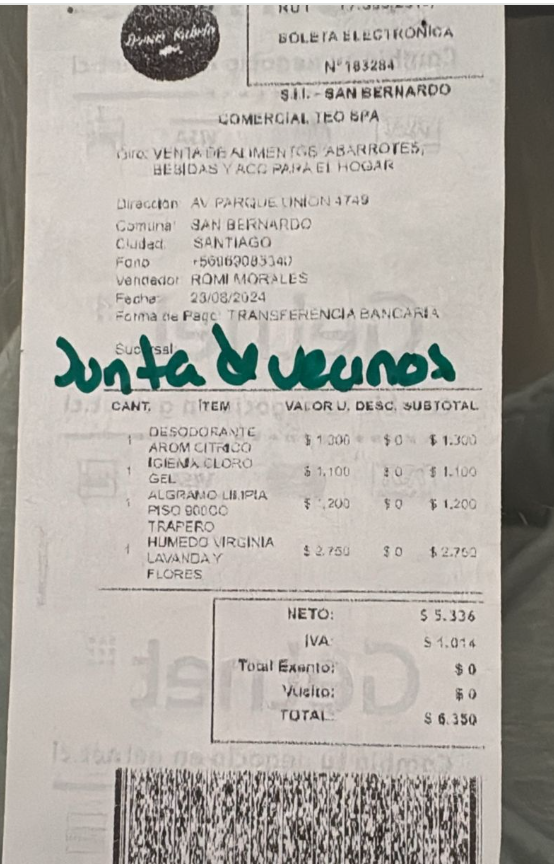 BOLETA ELECTRÓNICA
N° 183284
S.I.I. - SAN BERNARDO
COMERCIAL TEO SPA
Giro: VENTA DE ALIMENTOS ABARROTES,
BEBIDAS Y ACC PARA EL HOGAR
Dirección: AV PARQUE UNION 4749
Comuna: SAN BERNARDO
Ciudad: SANTIAGO
Fono
Vendedor: ROMI MORALES
Fecha: 23/08/2024
Forma de Pago: TRANSFERENCIA BANCARIA
Sucursal
Junta de vecinos
CANT. ÍTEM VALOR U. DESC. SUBTOTAL
1 DESODORANTE $ 1.300 $ 0 $ 1.300
AROM CITRICO
1 IGIENIA CLORO $ 1,100 $ 0 $ 1.100
GEL
1 ALGRAMO LIMPIA $ 1,200 $ 0 $ 1,200
PISO 900CC
TRAPERO
1 HUMEDO VIRGINIA $ 2.750 $ 0 $ 2.750
LAVANDA Y
FLORES
NETO: $ 5.336
IVA: $ 1.014
Total Exento: $ 0
Vuelto: $ 0
TOTAL: $ 6.350